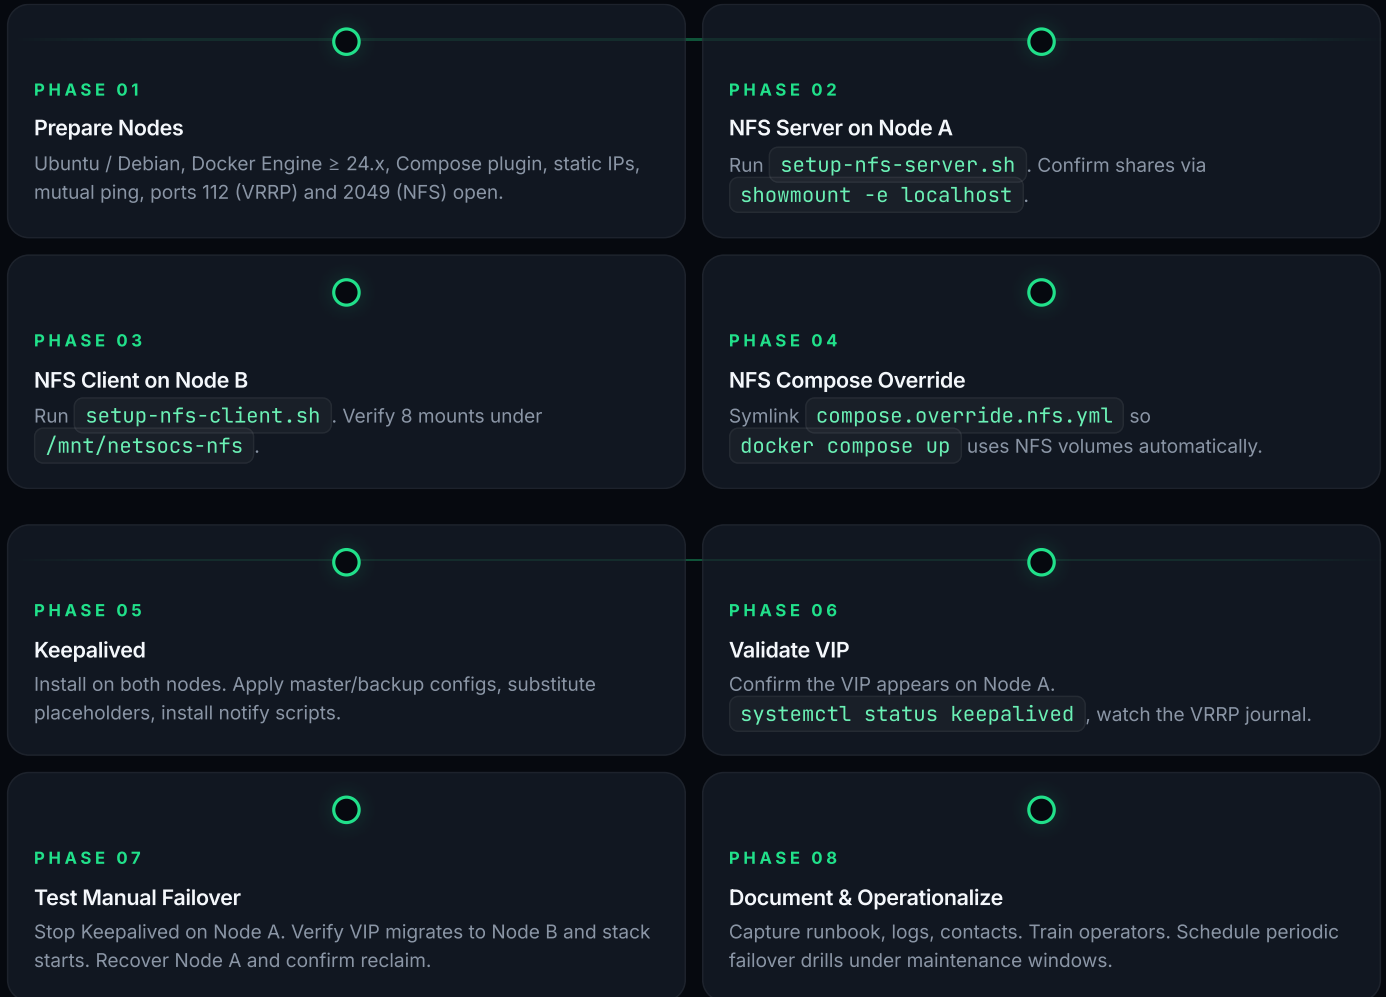 PHASE 01
Prepare Nodes
Ubuntu / Debian, Docker Engine ≥ 24.x, Compose plugin, static IPs,
mutual ping, ports 112 (VRRP) and 2049 (NFS) open.
PHASE 02
NFS Server on Node A
Run setup-nfs-server.sh . Confirm shares via
showmount -e localhost .
PHASE 03
NFS Client on Node B
Run setup-nfs-client.sh . Verify 8 mounts under
/mnt/netsocs-nfs .
PHASE 04
NFS Compose Override
Symlink compose.override.nfs.yml so
docker compose up uses NFS volumes automatically.
PHASE 05
Keepalived
Install on both nodes. Apply master/backup configs, substitute
placeholders, install notify scripts.
PHASE 06
Validate VIP
Confirm the VIP appears on Node A.
systemctl status keepalived , watch the VRRP journal.
PHASE 07
Test Manual Failover
Stop Keepalived on Node A. Verify VIP migrates to Node B and stack
starts. Recover Node A and confirm reclaim.
PHASE 08
Document & Operationalize
Capture runbook, logs, contacts. Train operators. Schedule periodic
failover drills under maintenance windows.